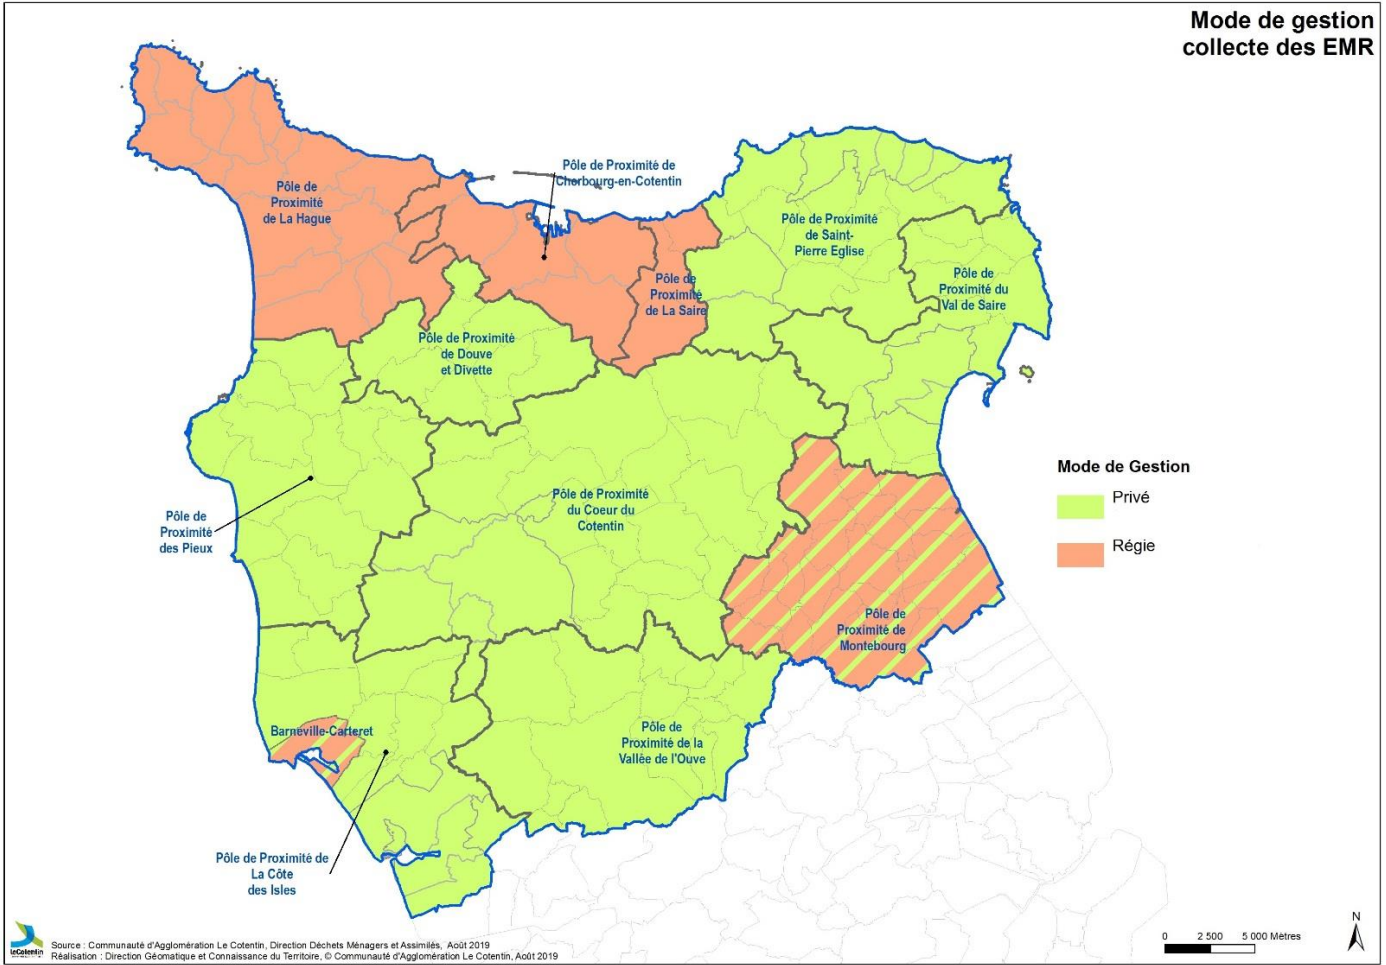 Mode de gestion
collecte des EMR
Pôle de Proximité de
Cherbourg-en-Cotentin
Pôle de
Proximité
de La Hague
Pôle de Proximité
de Saint-
Pierre Eglise
Pôle de
Proximité du
Val de Saire
Pôle de
Proximité
de La Saire
Pôle de Proximité
de Douve
et Divette
Pôle de Proximité
du Coeur du
Cotentin
Pôle de
Proximité
des Pieux
Mode de Gestion
Privé
Régie
Pôle de
Proximité de
Montebourg
Barneville-Carteret
Pôle de
Proximité de la
Vallée de l'Ouve
Pôle de Proximité de
La Côte
des Isles
leCotentin
Source : Communauté d'Agglomération Le Cotentin, Direction Déchets Ménagers et Assimilés, Août 2019
Réalisation : Direction Géomatique et Connaissance du Territoire, © Communauté d'Agglomération Le Cotentin, Août 2019
0 2 500 5 000 Mètres
N